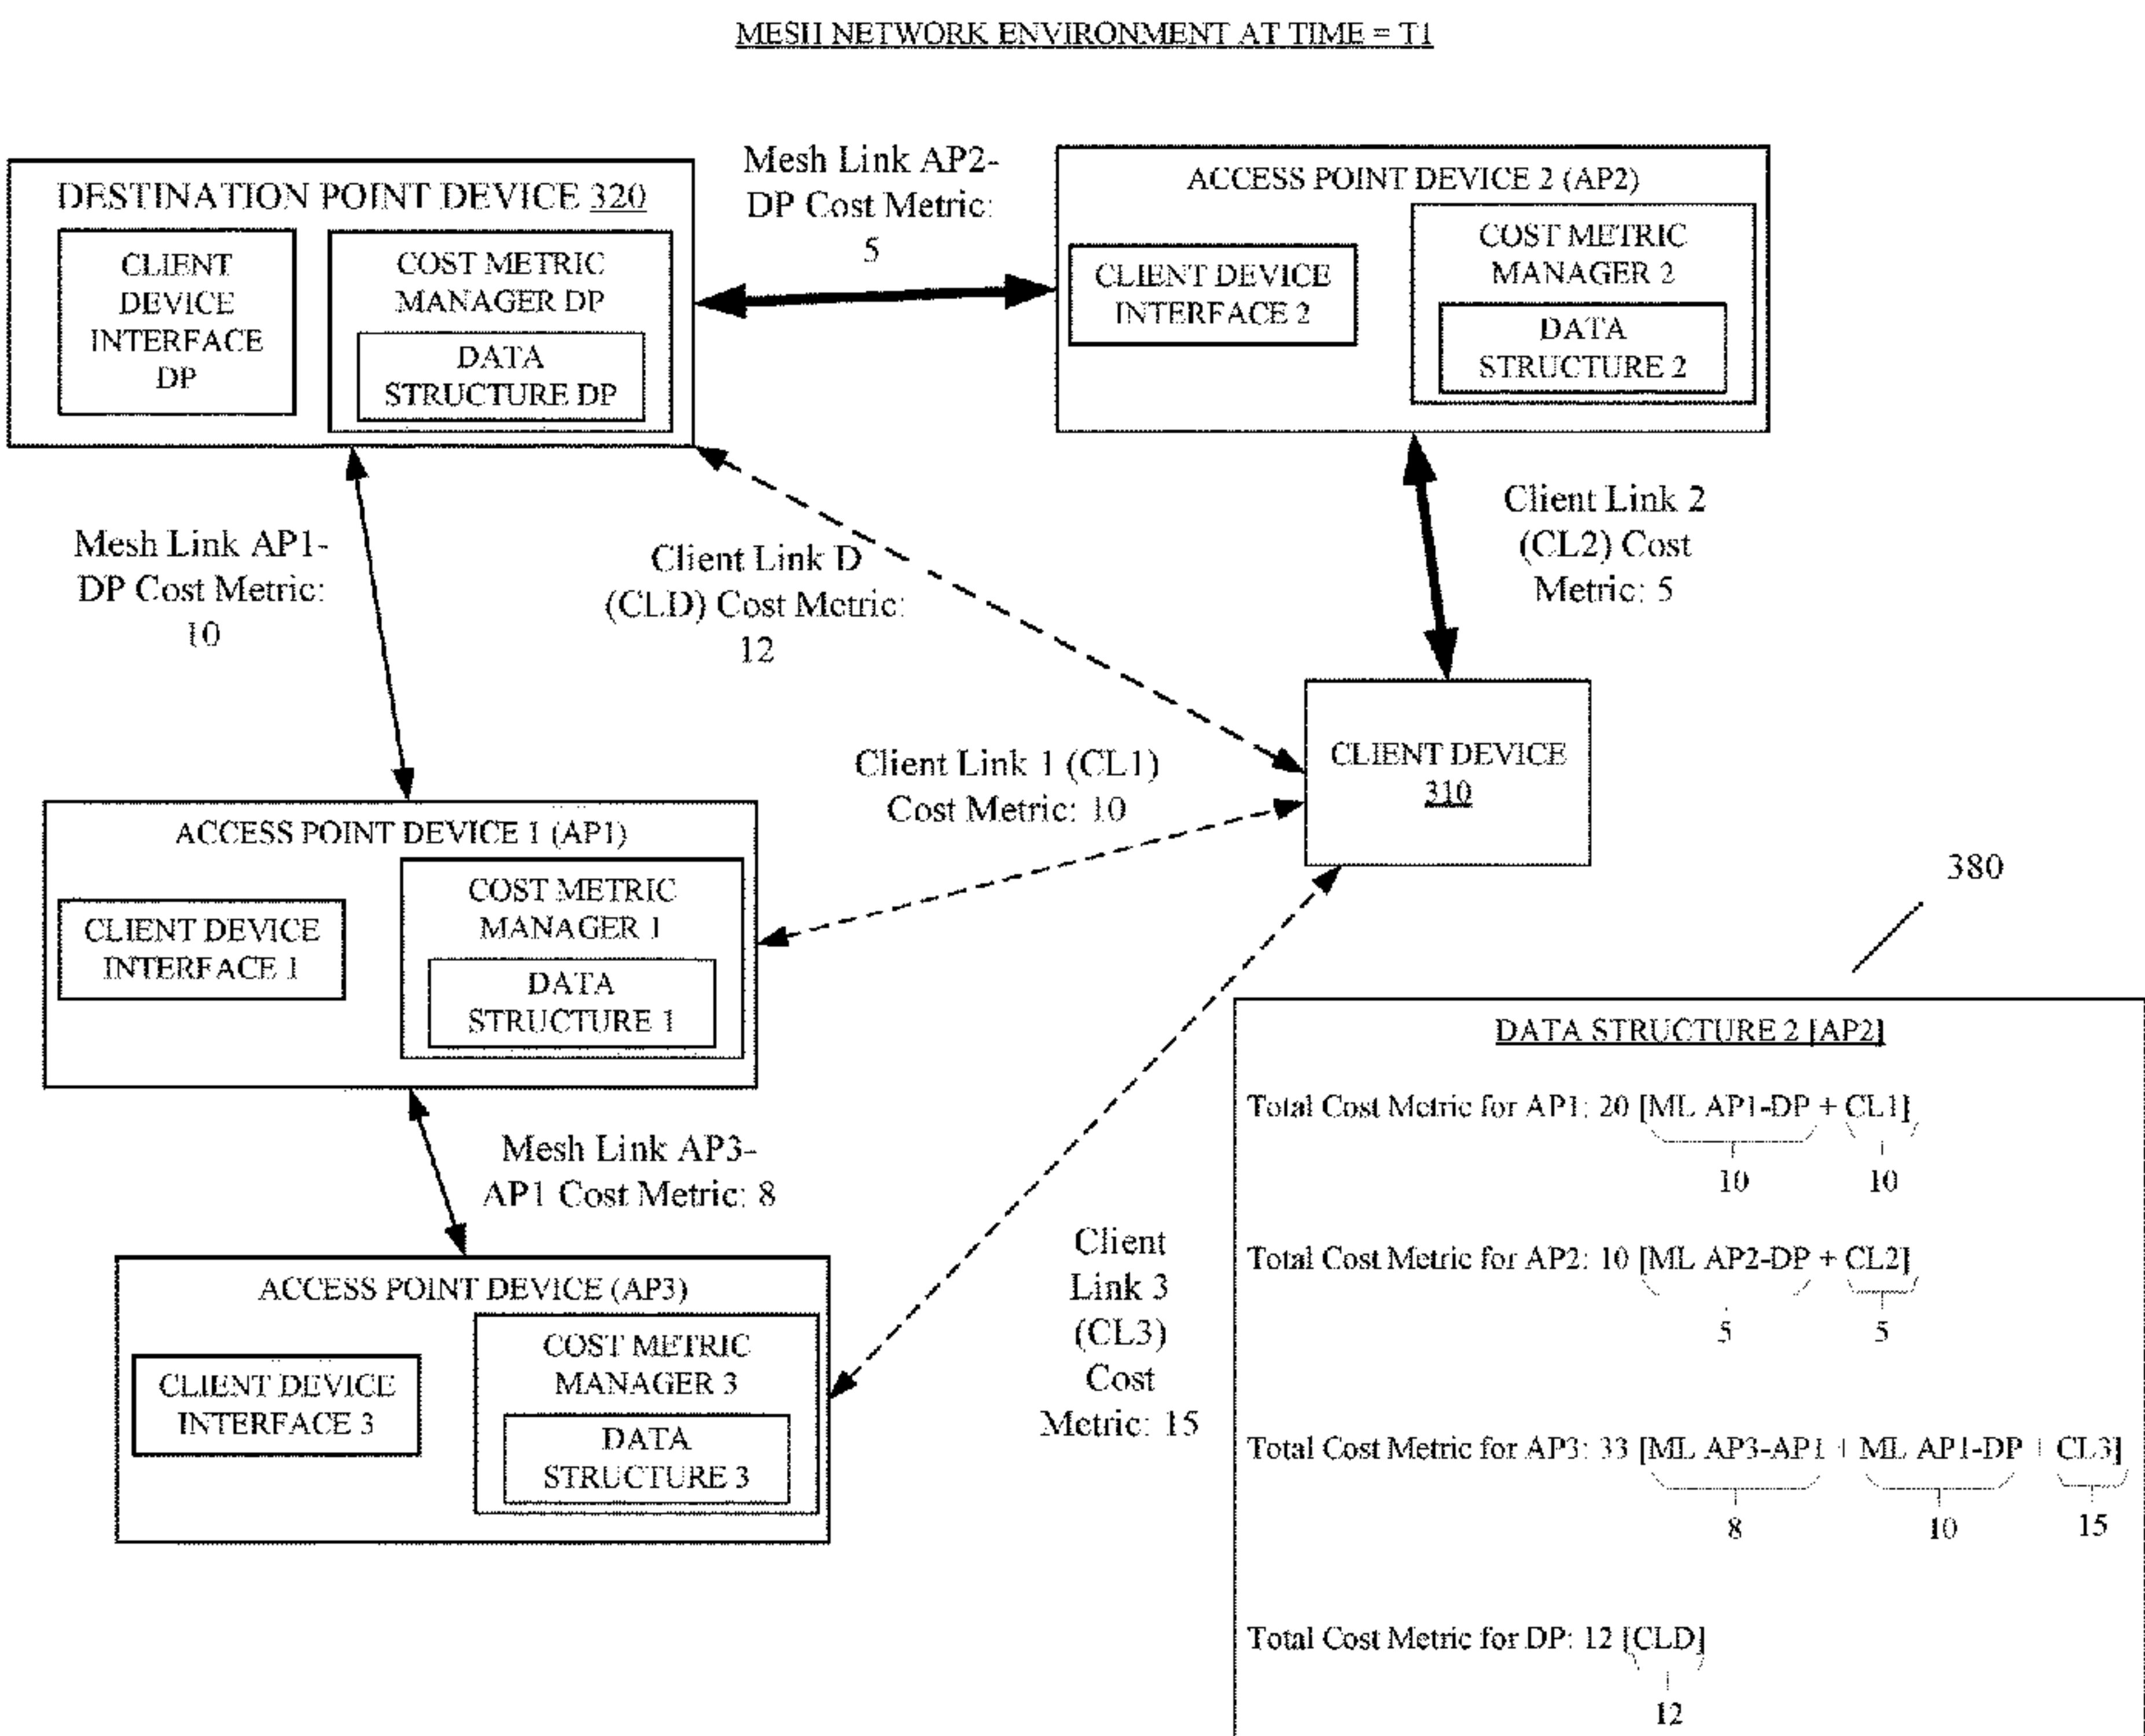 MESH NETWORK ENVIRONMENT AT TIME = T1
DESTINATION POINT DEVICE 320
CLIENT
DEVICE
INTERFACE
DP
COST METRIC
MANAGER DP
DATA
STRUCTURE DP
Mesh Link AP2-
DP Cost Metric:
5
ACCESS POINT DEVICE 2 (AP2)
CLIENT DEVICE
INTERFACE 2
COST METRIC
MANAGER 2
DATA
STRUCTURE 2
Mesh Link AP1-
DP Cost Metric:
10
Client Link D
(CLD) Cost Metric:
12
Client Link 2
(CL2) Cost
Metric: 5
Client Link 1 (CL1)
Cost Metric: 10
CLIENT DEVICE
310
ACCESS POINT DEVICE 1 (AP1)
CLIENT DEVICE
INTERFACE 1
COST METRIC
MANAGER 1
DATA
STRUCTURE 1
Mesh Link AP3-
AP1 Cost Metric: 8
ACCESS POINT DEVICE (AP3)
CLIENT DEVICE
INTERFACE 3
COST METRIC
MANAGER 3
DATA
STRUCTURE 3
Client
Link 3
(CL3)
Cost
Metric: 15
380
DATA STRUCTURE 2 [AP2]
Total Cost Metric for AP1: 20 [ML AP1-DP + CL1]
10 10
Total Cost Metric for AP2: 10 [ML AP2-DP + CL2]
5 5
Total Cost Metric for AP3: 33 [ML AP3-AP1 + ML AP1-DP + CL3]
8 10 15
Total Cost Metric for DP: 12 [CLD]
12